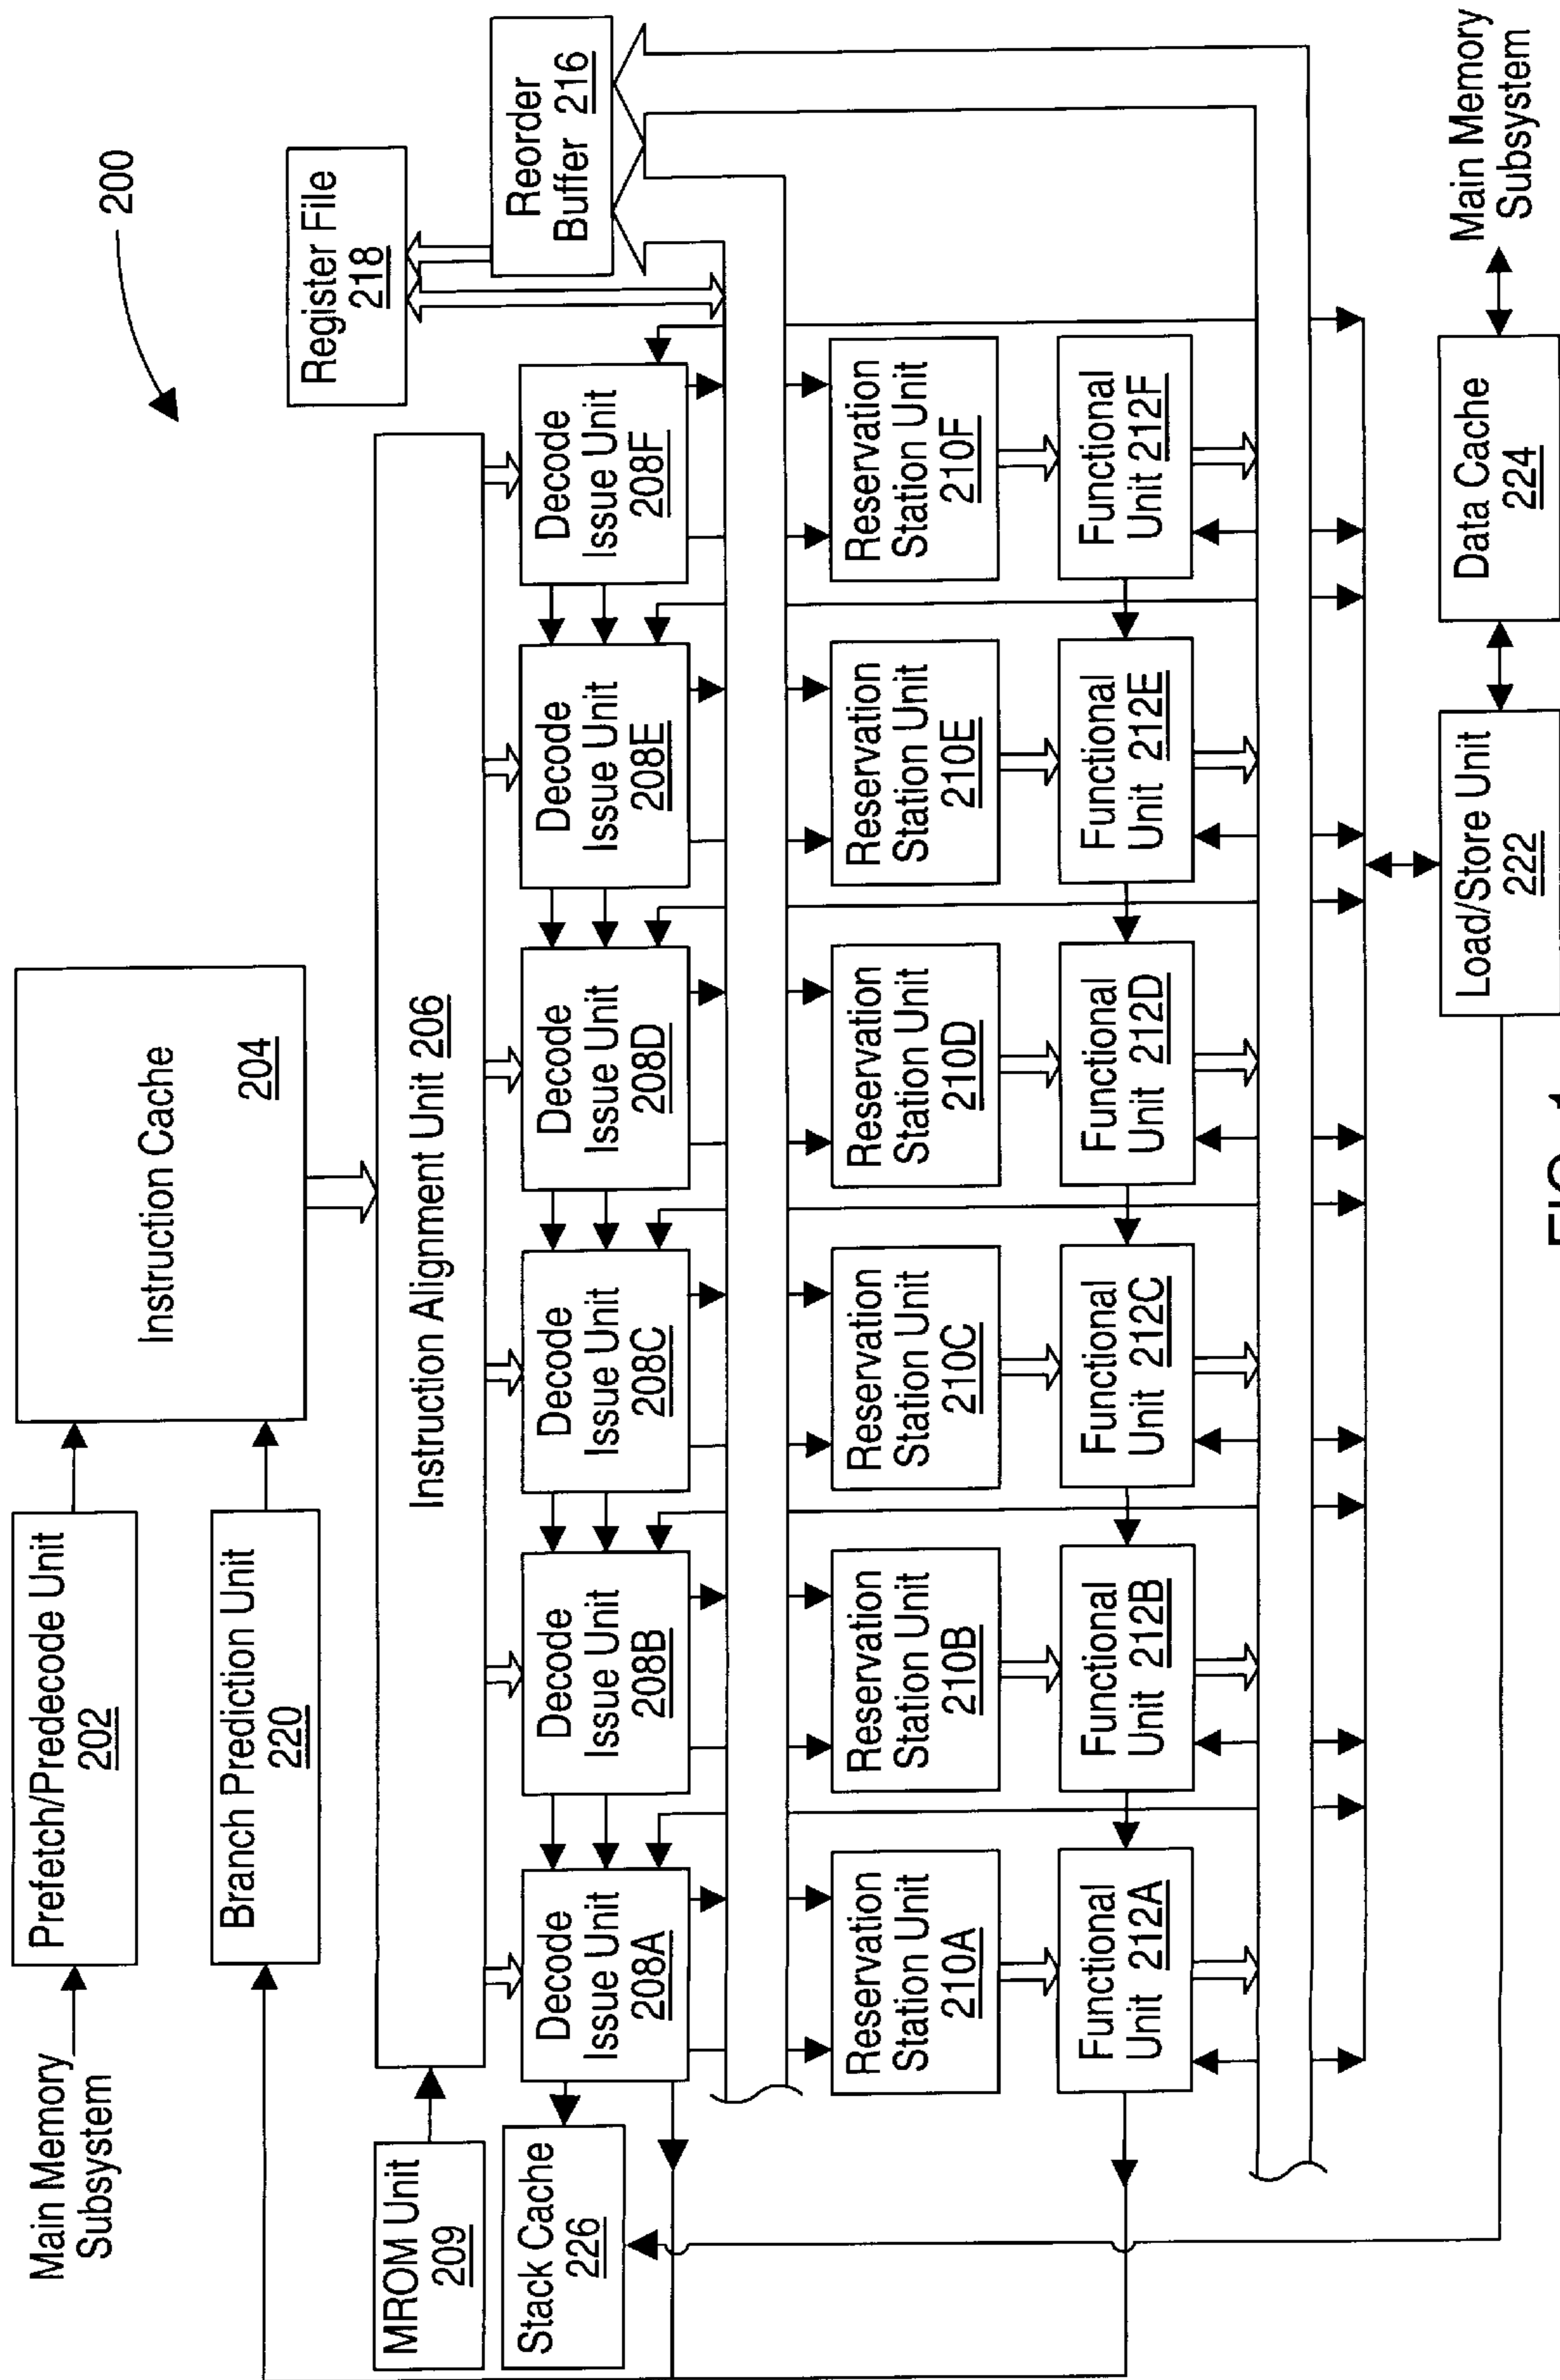 Main Memory
Subsystem
Prefetch/Predecode Unit
202
Branch Prediction Unit
220
Instruction Cache
204
200
Register File
218
Reorder
Buffer 216
MROM Unit
209
Instruction Alignment Unit 206
Stack Cache
226
Decode
Issue Unit
208A
Decode
Issue Unit
208B
Decode
Issue Unit
208C
Decode
Issue Unit
208D
Decode
Issue Unit
208E
Decode
Issue Unit
208F
Reservation
Station Unit
210A
Reservation
Station Unit
210B
Reservation
Station Unit
210C
Reservation
Station Unit
210D
Reservation
Station Unit
210E
Reservation
Station Unit
210F
Functional
Unit 212A
Functional
Unit 212B
Functional
Unit 212C
Functional
Unit 212D
Functional
Unit 212E
Functional
Unit 212F
Load/Store Unit
222
Data Cache
224
Main Memory
Subsystem
FIG. 1